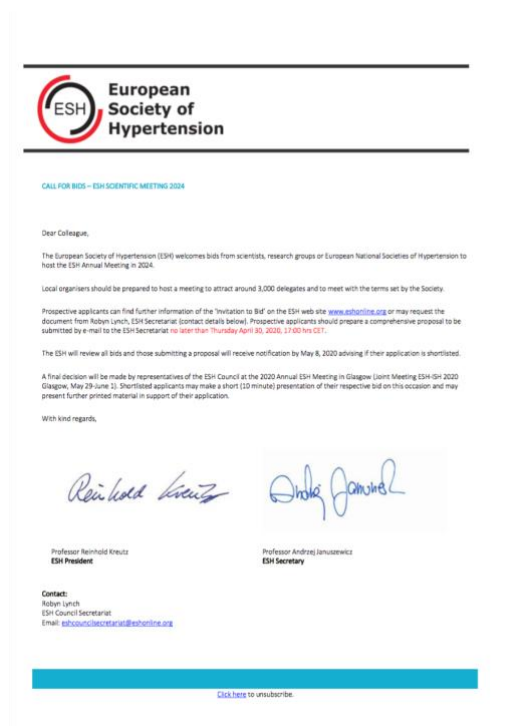 ESH
European
Society of
Hypertension
CALL FOR BIDS – ESH SCIENTIFIC MEETING 2024
Dear Colleague,
The European Society of Hypertension (ESH) welcomes bids from scientists, research groups or European National Societies of Hypertension to
host the ESH Annual Meeting in 2024.
Local organisers should be prepared to host a meeting to attract around 3,000 delegates and to meet with the terms set by the Society.
Prospective applicants can find further information of the 'Invitation to Bid' on the ESH web site www.eshonline.org or may request the
document from Robyn Lynch, ESH Secretariat (contact details below). Prospective applicants should prepare a comprehensive proposal to be
submitted by e-mail to the ESH Secretariat no later than Thursday April 30, 2020, 17:00 hrs CET.
The ESH will review all bids and those submitting a proposal will receive notification by May 8, 2020 advising if their application is shortlisted.
A final decision will be made by representatives of the ESH Council at the 2020 Annual ESH Meeting in Glasgow (Joint Meeting ESH-ISH 2020
Glasgow, May 29-June 1). Shortlisted applicants may make a short (10 minute) presentation of their respective bid on this occasion and may
present further printed material in support of their application.
With kind regards,
Reinhold Kreutz
Professor Reinhold Kreutz
ESH President
Professor Andrzej Januszewicz
ESH Secretary
Contact:
Robyn Lynch
ESH Council Secretariat
Email: eshcouncilsecretariat@eshonline.org
Click here to unsubscribe.